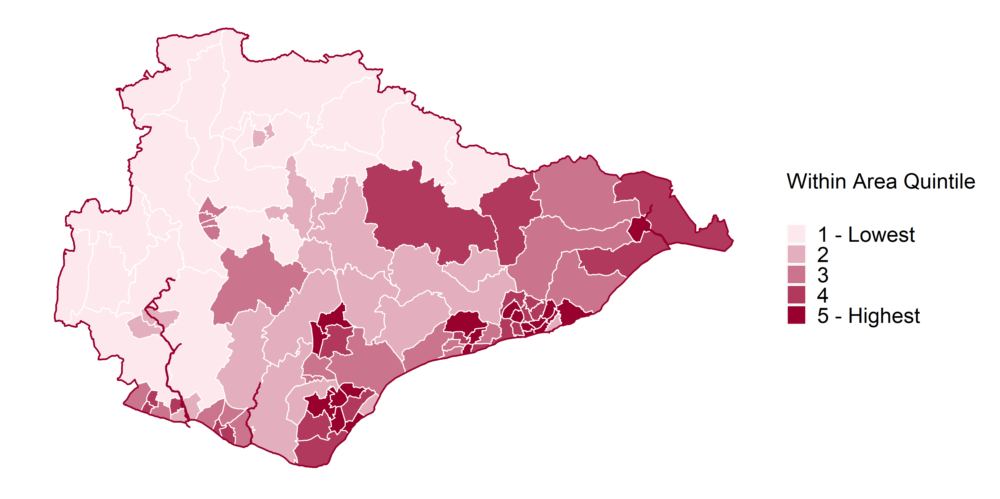 Within Area Quintile
1 - Lowest
2
3
4
5 - Highest